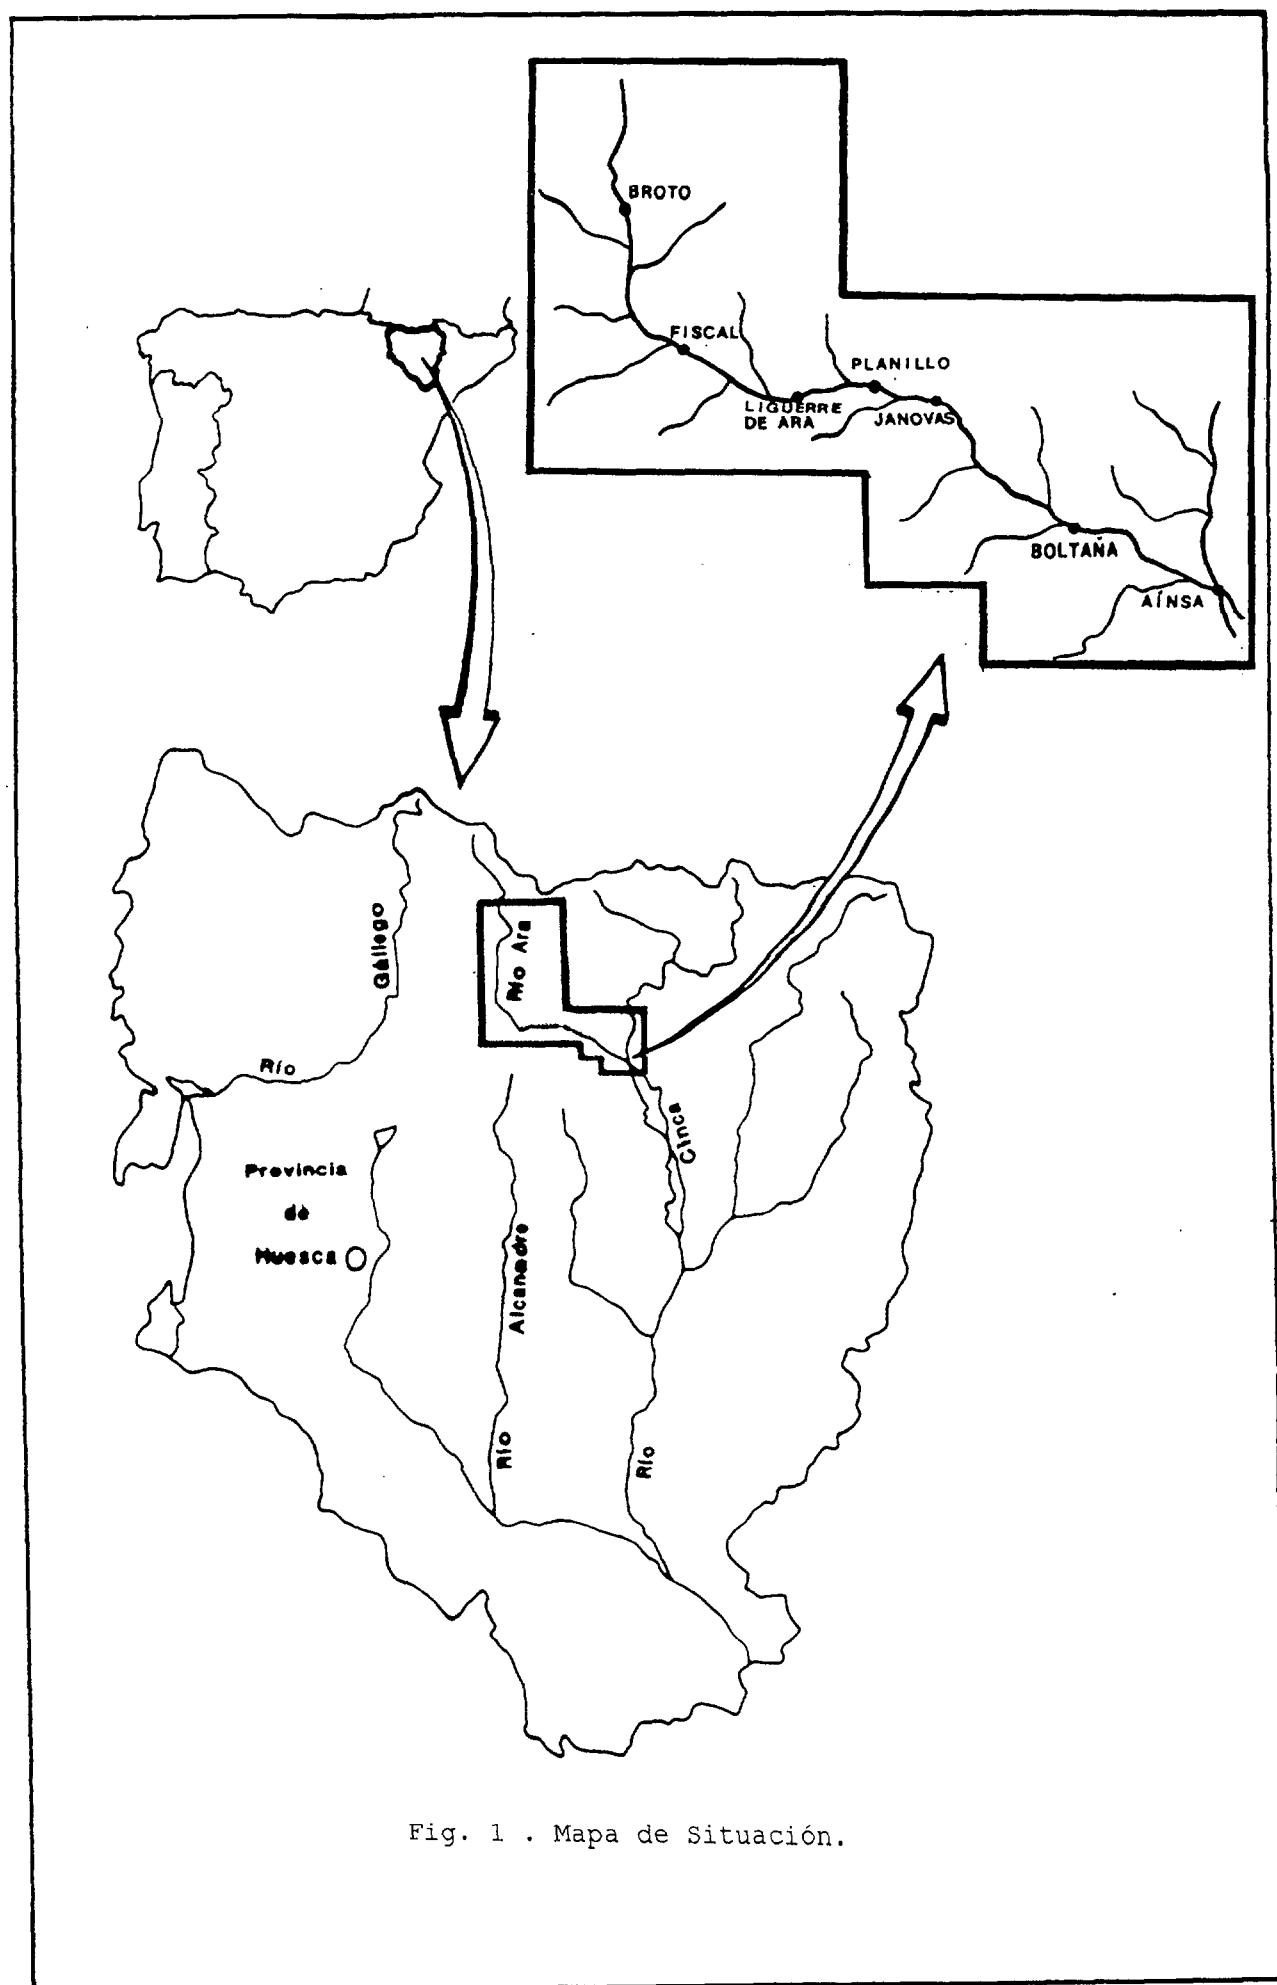 BROTO
FISCAL
PLANILLO
LIGUERRE
DE ARA
JANOVAS
BOLTAÑA
AÍNSA
Gállego
Río Ara
Río
Cinca
Provincia
de
Huesca
Alcanadre
Río
Río
Fig. 1 . Mapa de Situación.